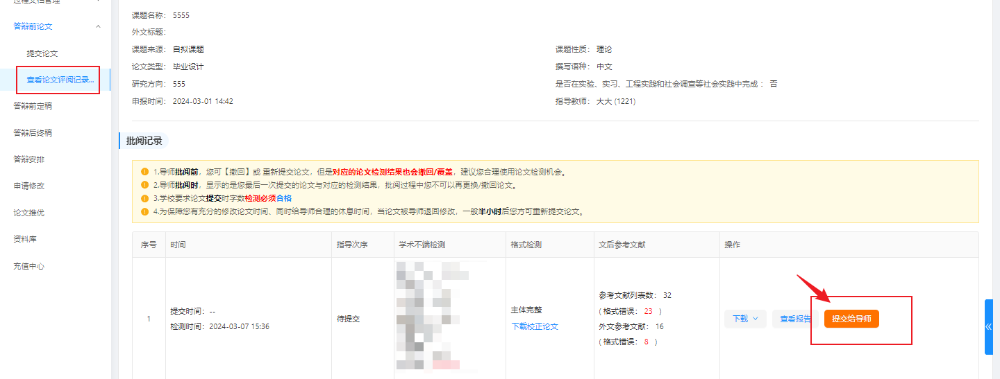 过程文档管理
答辩前论文
提交论文
查看论文评阅记录...
答辩前定稿
答辩后终稿
答辩安排
申请修改
论文推优
资料库
充值中心
课题名称： 5555
外文标题：
课题来源： 自拟课题
课题性质： 理论
论文类型： 毕业设计
撰写语种： 中文
研究方向： 555
是否在实验、实习、工程实践和社会调查等社会实践中完成 ： 否
申报时间： 2024-03-01 14:42
指导教师： 大大 (1221)
批阅记录
1.导师批阅前，您可【撤回】或 重新提交论文，但是对应的论文检测结果也会撤回/覆盖，建议您合理使用论文检测机会。
2.导师批阅时，显示的是您最后一次提交的论文与对应的检测结果，批阅过程中您不可以再更换/撤回论文。
3.学校要求论文提交时字数检测必须合格
4.为保障您有充分的修改论文时间、同时给导师合理的休息时间，当论文被导师退回修改，一般半小时后您方可重新提交论文。
序号 时间 指导次序 学术不端检测 格式检测 文后参考文献 操作
1
提交时间：--
检测时间：2024-03-07 15:36
待提交
主体完整
下载校正论文
参考文献列表数： 32
( 格式错误： 23 )
外文参考文献： 16
( 格式错误： 8 )
下载
查看报告
提交给导师